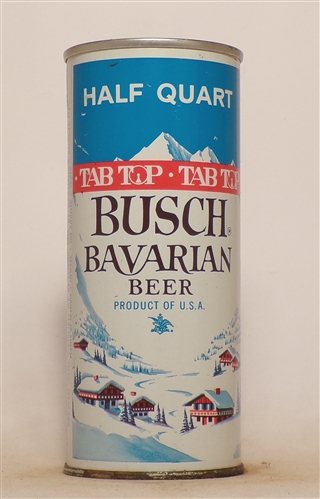 HALF QUART
· TAB TOP · TAB TOP
BUSCH®
BAVARIAN
BEER
PRODUCT OF U.S.A.